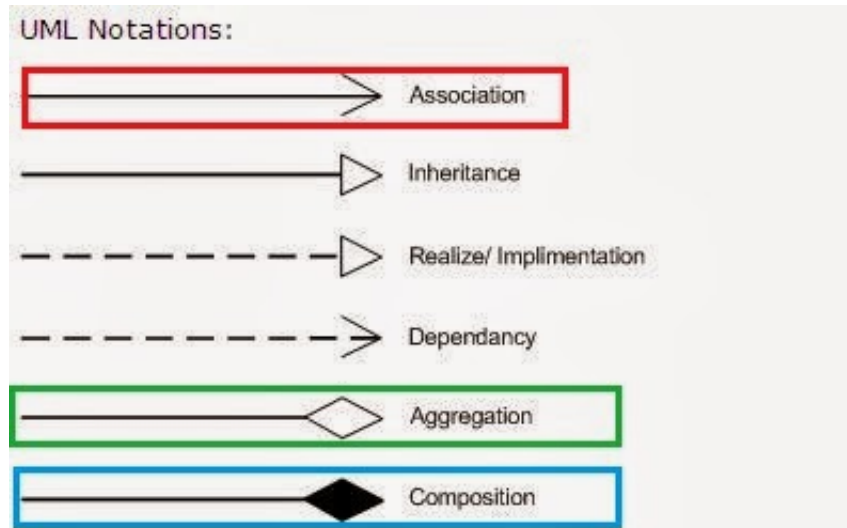 UML Notations:
Association
Inheritance
Realize/ Implimentation
Dependancy
Aggregation
Composition